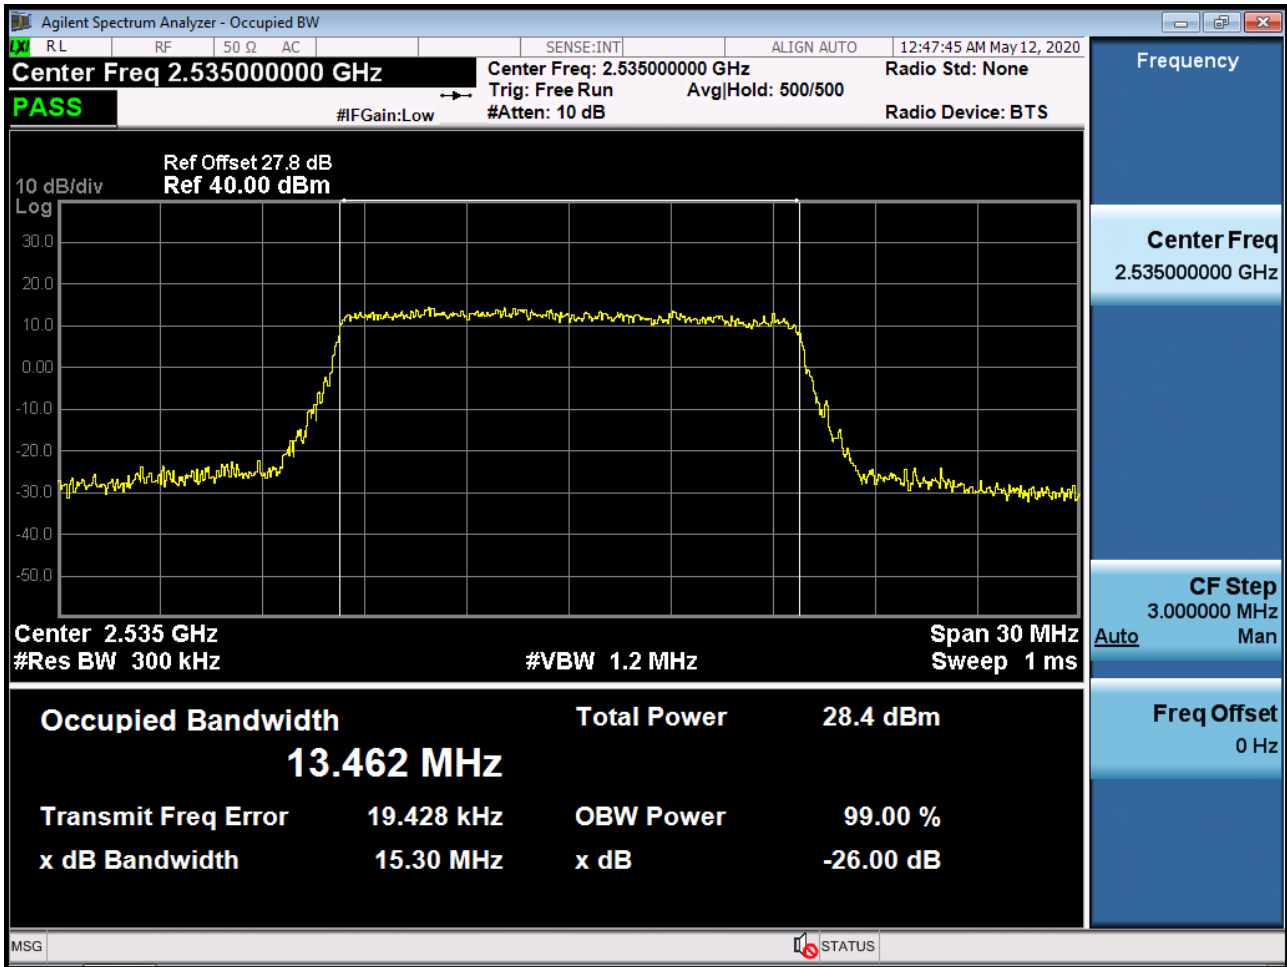 Agilent Spectrum Analyzer - Occupied BW
LXI RL RF 50 Ω AC SENSE:INT ALIGN AUTO 12:47:45 AM May 12, 2020
Center Freq 2.535000000 GHz
PASS
#IFGain:Low
Center Freq: 2.535000000 GHz
Trig: Free Run Avg|Hold: 500/500
#Atten: 10 dB
Radio Std: None
Radio Device: BTS
Ref Offset 27.8 dB
10 dB/div Ref 40.00 dBm
Log
30.0
20.0
10.0
0.00
-10.0
-20.0
-30.0
-40.0
-50.0
Center 2.535 GHz Span 30 MHz
#Res BW 300 kHz #VBW 1.2 MHz Sweep 1 ms
Occupied Bandwidth Total Power 28.4 dBm
13.462 MHz
Transmit Freq Error 19.428 kHz OBW Power 99.00 %
x dB Bandwidth 15.30 MHz x dB -26.00 dB
Frequency
Center Freq
2.535000000 GHz
CF Step
3.000000 MHz
Auto Man
Freq Offset
0 Hz
MSG STATUS